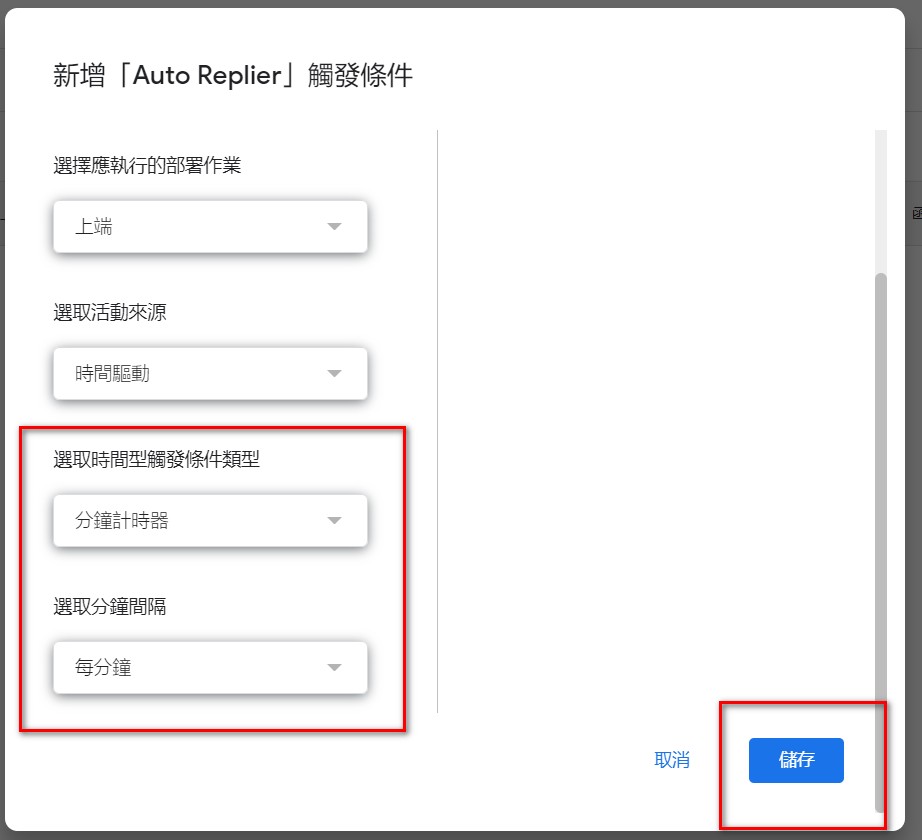 新增「Auto Replier」觸發條件
選擇應執行的部署作業
上端
選取活動來源
時間驅動
選取時間型觸發條件類型
分鐘計時器
選取分鐘間隔
每分鐘
取消
儲存